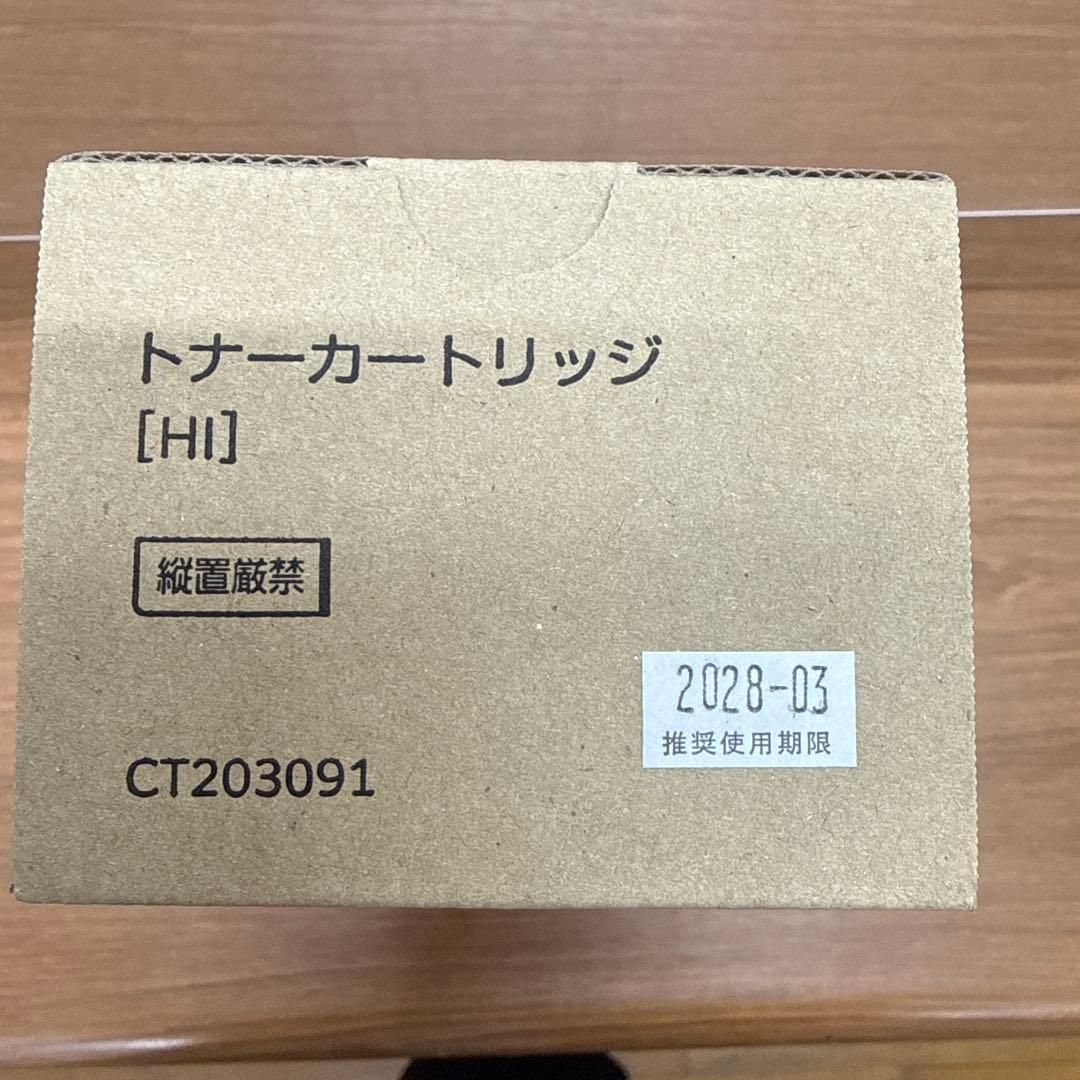 トナーカートリッジ
[HI]
縦置厳禁
2028-03
推奨使用期限
CT203091